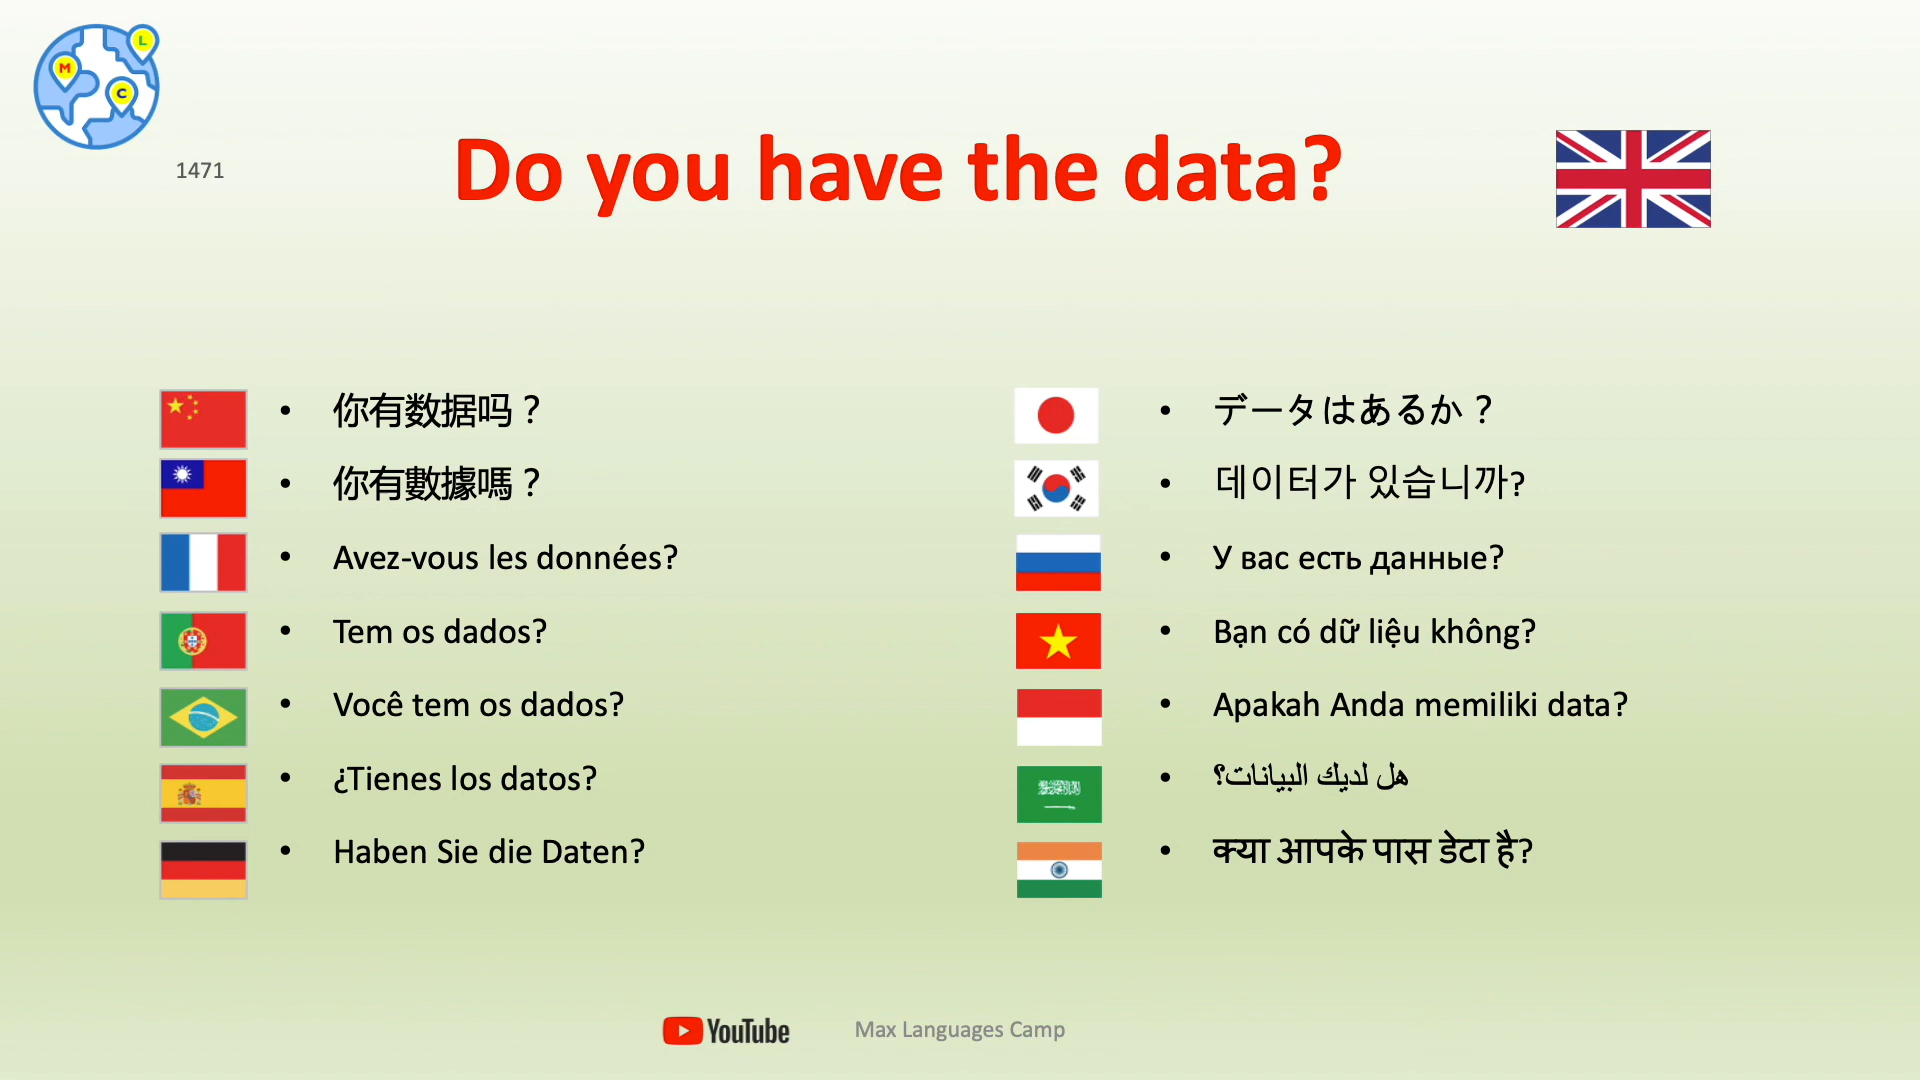 L
M
C
1471
Do you have the data?
你有数据吗？
你有數據嗎？
Avez-vous les données?
Tem os dados?
Você tem os dados?
¿Tienes los datos?
Haben Sie die Daten?
データはあるか？
데이터가 있습니까?
У вас есть данные?
Bạn có dữ liệu không?
Apakah Anda memiliki data?
هل لديك البيانات؟
क्या आपके पास डेटा है?
YouTube
Max Languages Camp